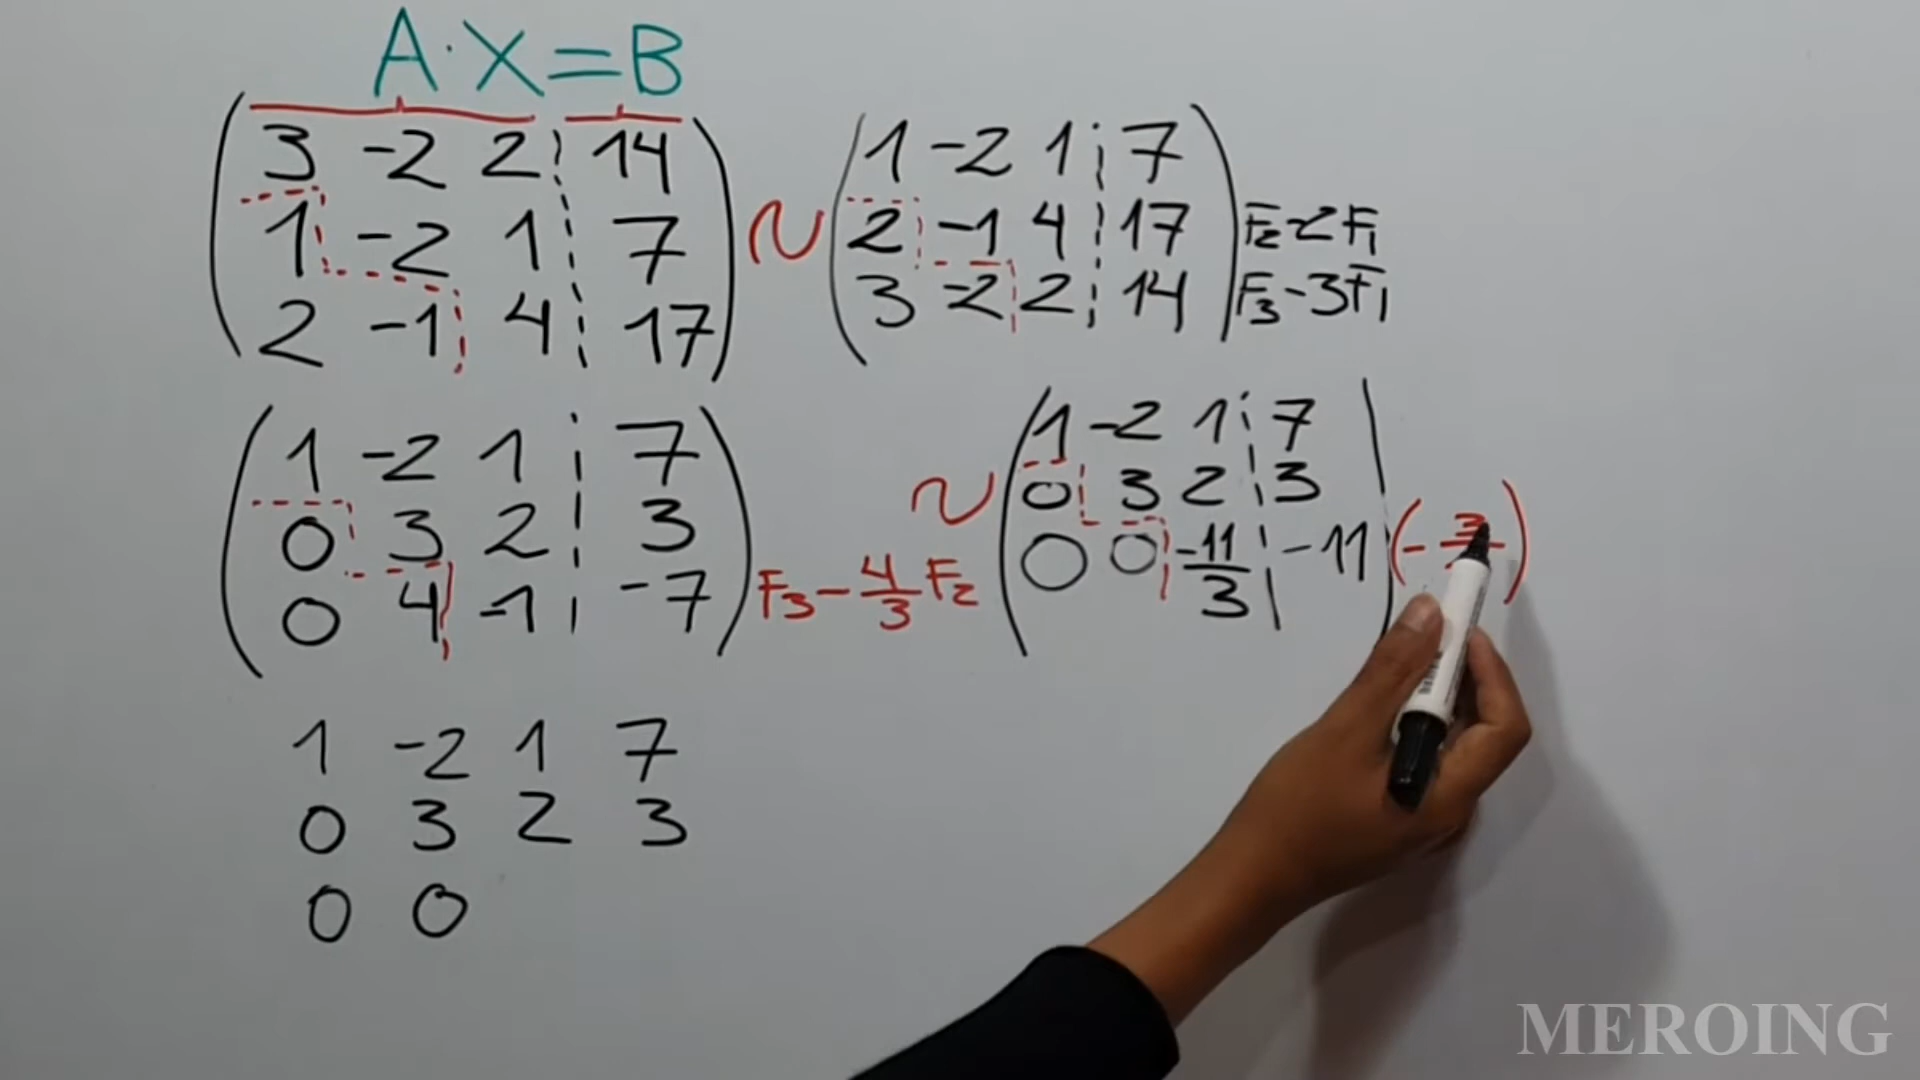 A·X=B
3 -2 2 14
1 -2 1 7
2 -1 4 17
~
1 -2 1 7
2 -1 4 17 F2-2F1
3 -2 2 14 F3-3F1
1 -2 1 7
0 3 2 3
0 4 -1 -7 F3-4/3F2
~
1 -2 1 7
0 3 2 3
0 0 -11/3 -11
1 -2 1 7
0 3 2 3
0 0
MEROING